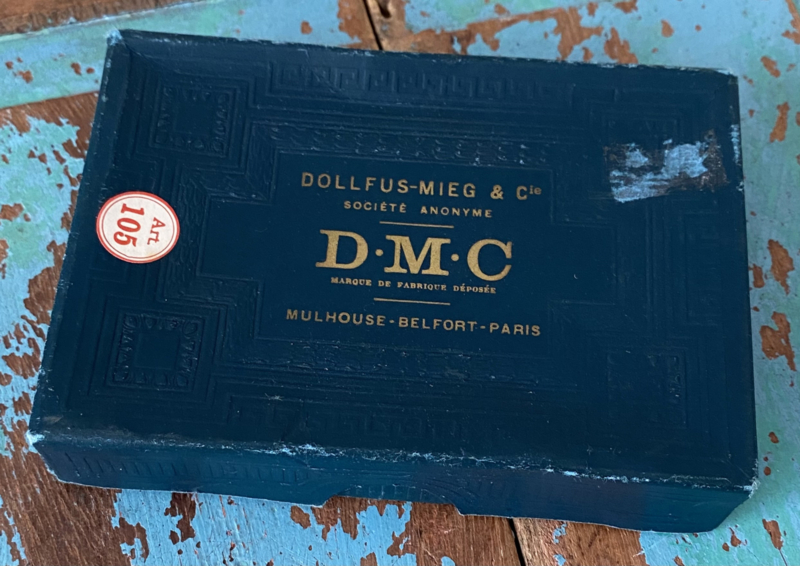 DOLLFUS-MIEG & Cie
SOCIÉTÉ ANONYME
D·M·C
MARQUE DE FABRIQUE DÉPOSÉE
MULHOUSE-BELFORT-PARIS
Art.
105